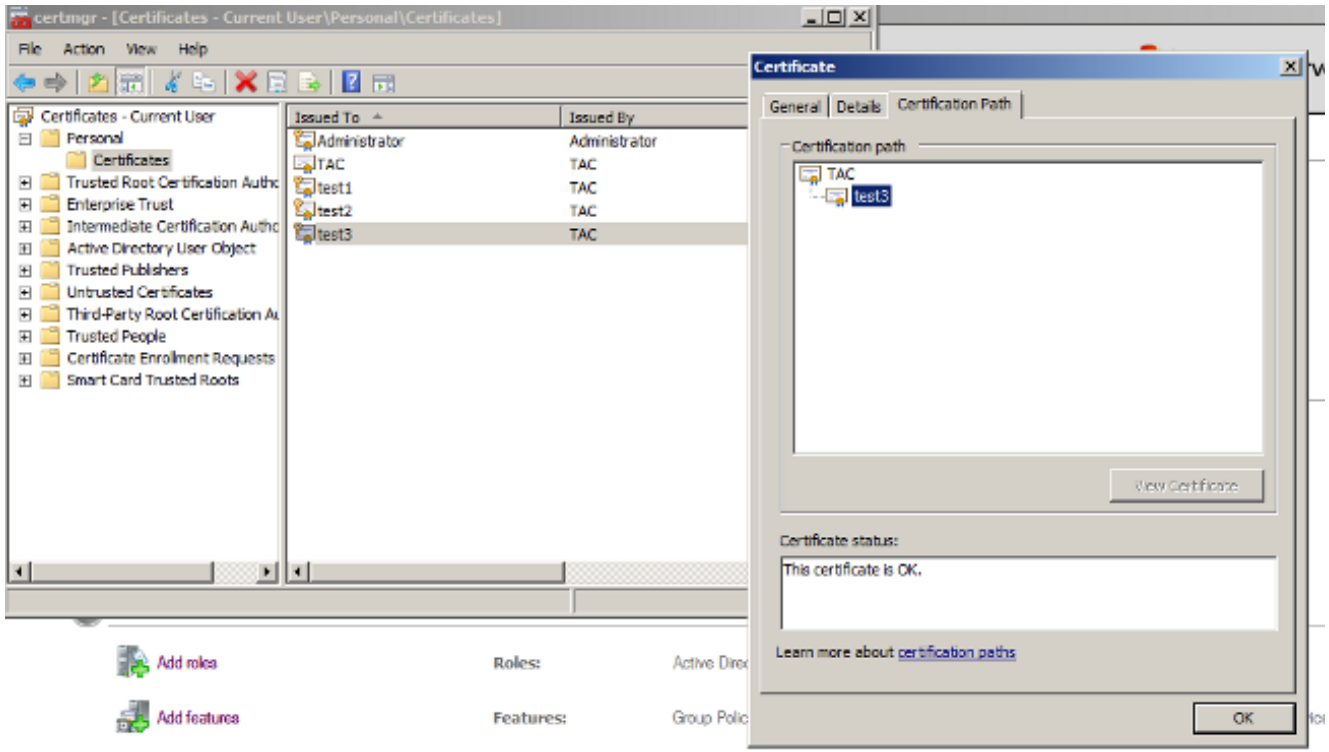 certmgr - [Certificates - Current User\Personal\Certificates]
File Action View Help
Certificates - Current User
Personal
Certificates
Trusted Root Certification Autho
Enterprise Trust
Intermediate Certification Autho
Active Directory User Object
Trusted Publishers
Untrusted Certificates
Third-Party Root Certification Au
Trusted People
Certificate Enrollment Requests
Smart Card Trusted Roots
Issued To Issued By
Administrator Administrator
TAC TAC
test1 TAC
test2 TAC
test3 TAC
Certificate
General Details Certification Path
Certification path
TAC
test3
View Certificate
Certificate status:
This certificate is OK.
Learn more about certification paths
OK
Add roles Roles: Active Direc
Add features Features: Group Polic